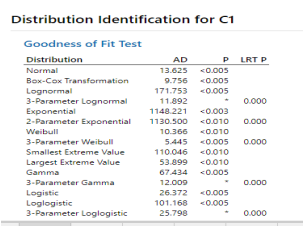 Distribution Identification for C1
Goodness of Fit Test
Distribution AD P LRT P
Normal 13.625 <0.005
Box-Cox Transformation 9.756 <0.005
Lognormal 171.753 <0.005
3-Parameter Lognormal 11.892 * 0.000
Exponential 1148.221 <0.003
2-Parameter Exponential 1130.500 <0.010 0.000
Weibull 10.366 <0.010
3-Parameter Weibull 5.445 <0.005 0.000
Smallest Extreme Value 110.046 <0.010
Largest Extreme Value 53.899 <0.010
Gamma 67.434 <0.005
3-Parameter Gamma 12.009 * 0.000
Logistic 26.372 <0.005
Loglogistic 101.168 <0.005
3-Parameter Loglogistic 25.798 * 0.000